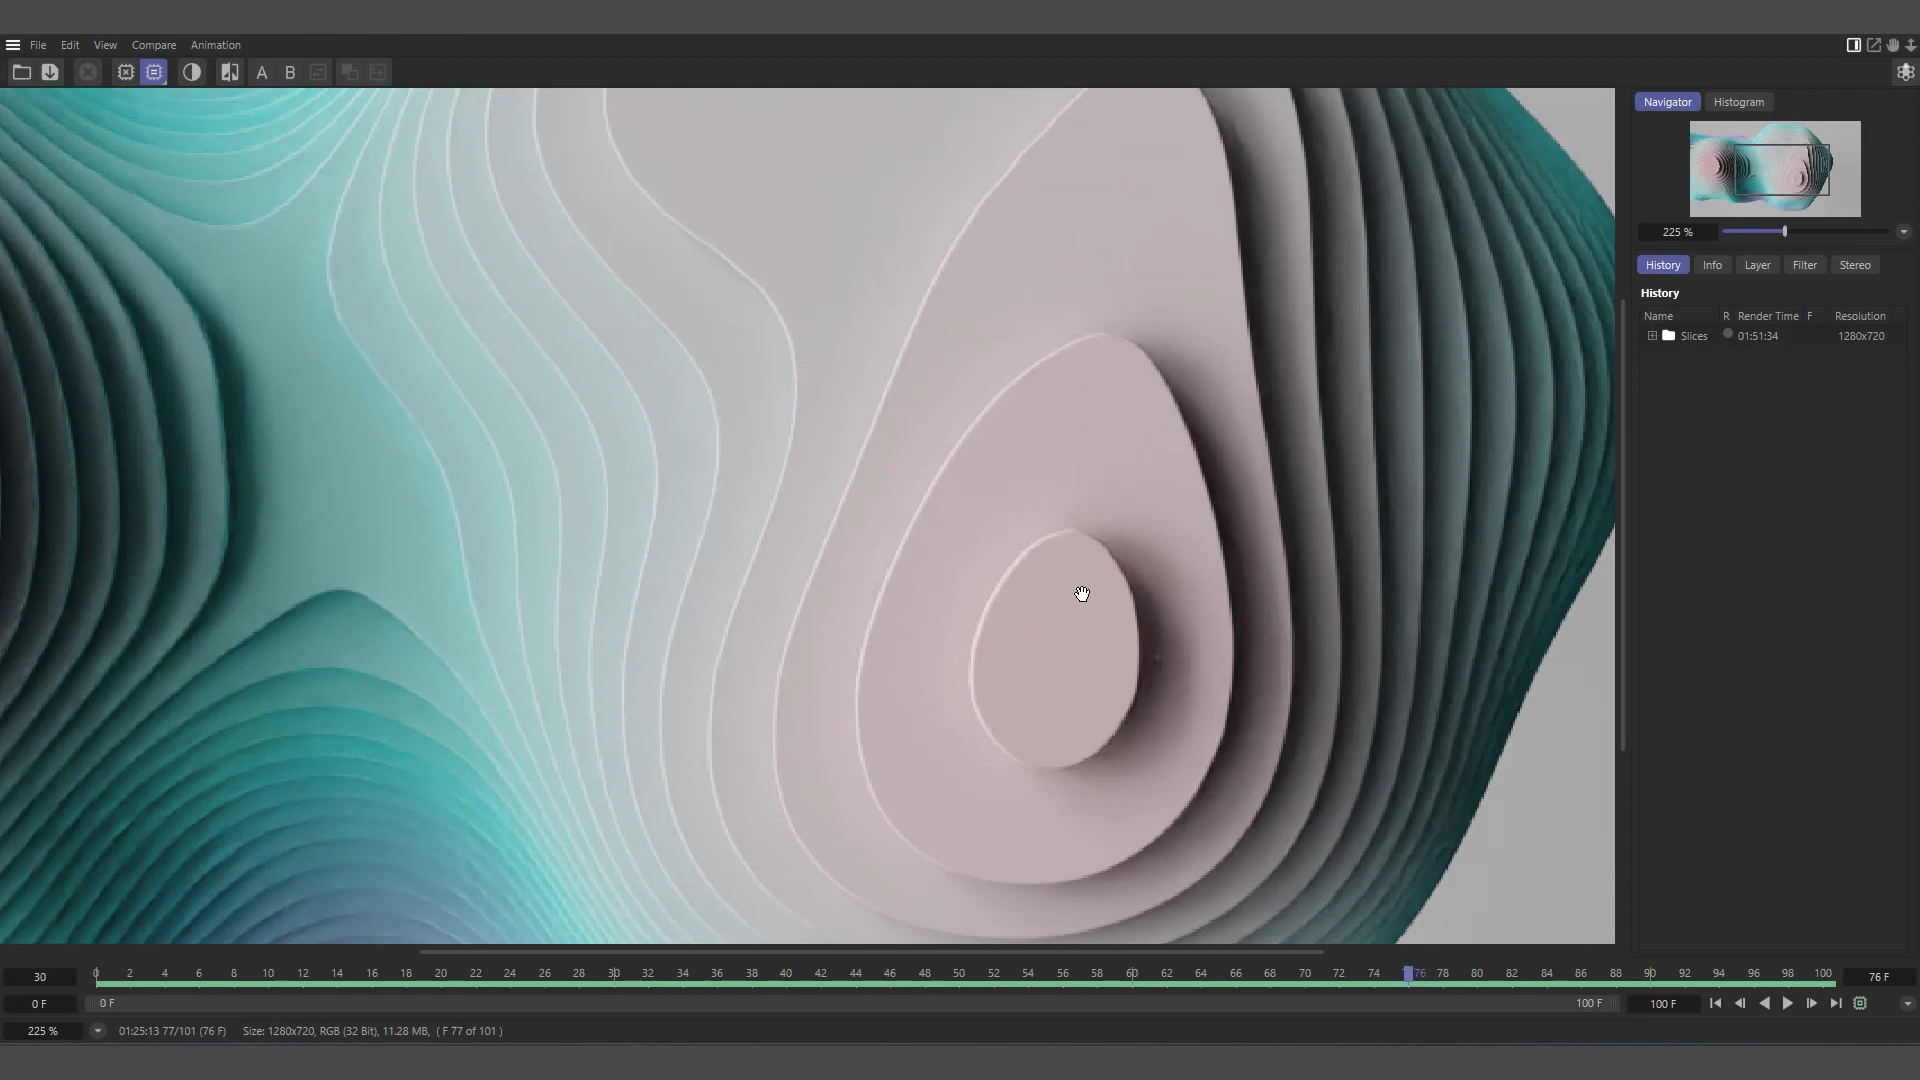 File Edit View Compare Animation
A B
Navigator Histogram
225 %
History Info Layer Filter Stereo
History
Name R Render Time F Resolution
Slices 01:51:34 1280x720
30 0 2 4 6 8 10 12 14 16 18 20 22 24 26 28 30 32 34 36 38 40 42 44 46 48 50 52 54 56 58 60 62 64 66 68 70 72 74 76 78 80 82 84 86 88 90 92 94 96 98 100 76 F
0 F 0 F 100 F 100 F
225 % 01:25:13 77/101 (76 F) Size: 1280x720, RGB (32 Bit), 11.28 MB, ( F 77 of 101 )